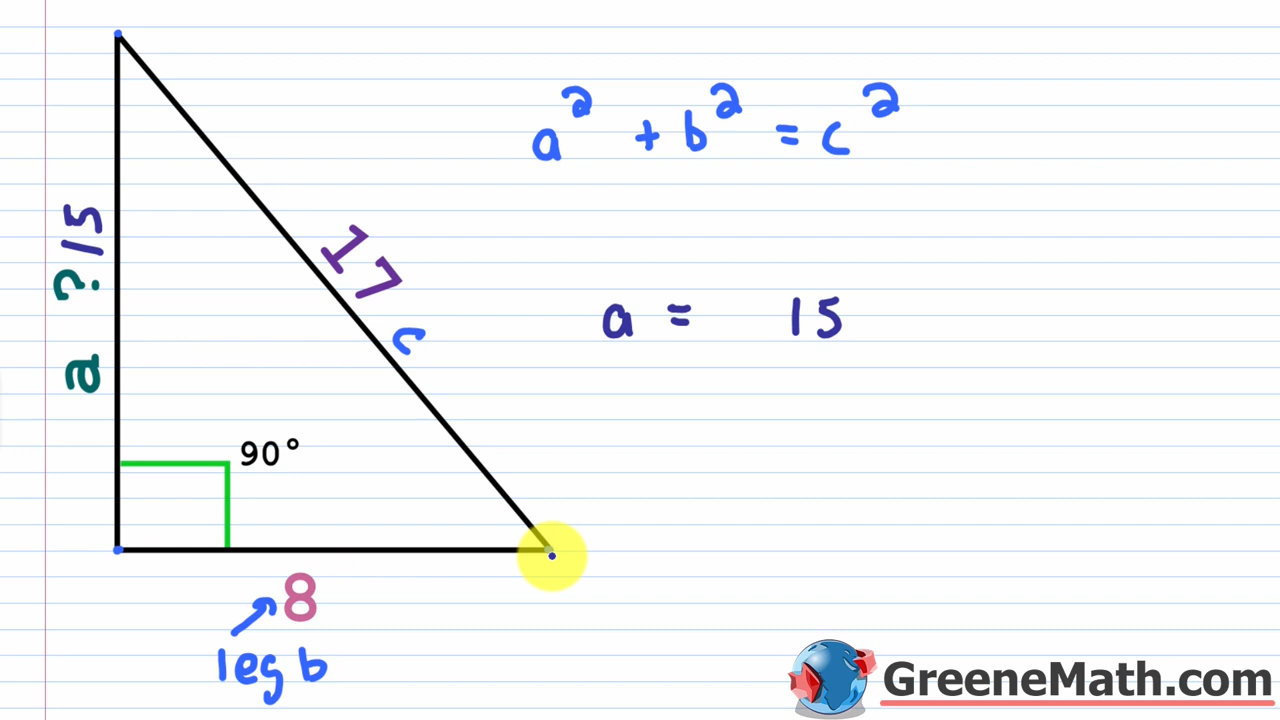 a² + b² = c²
a ? 15
17
c
a = 15
90°
8
leg b
GreeneMath.com